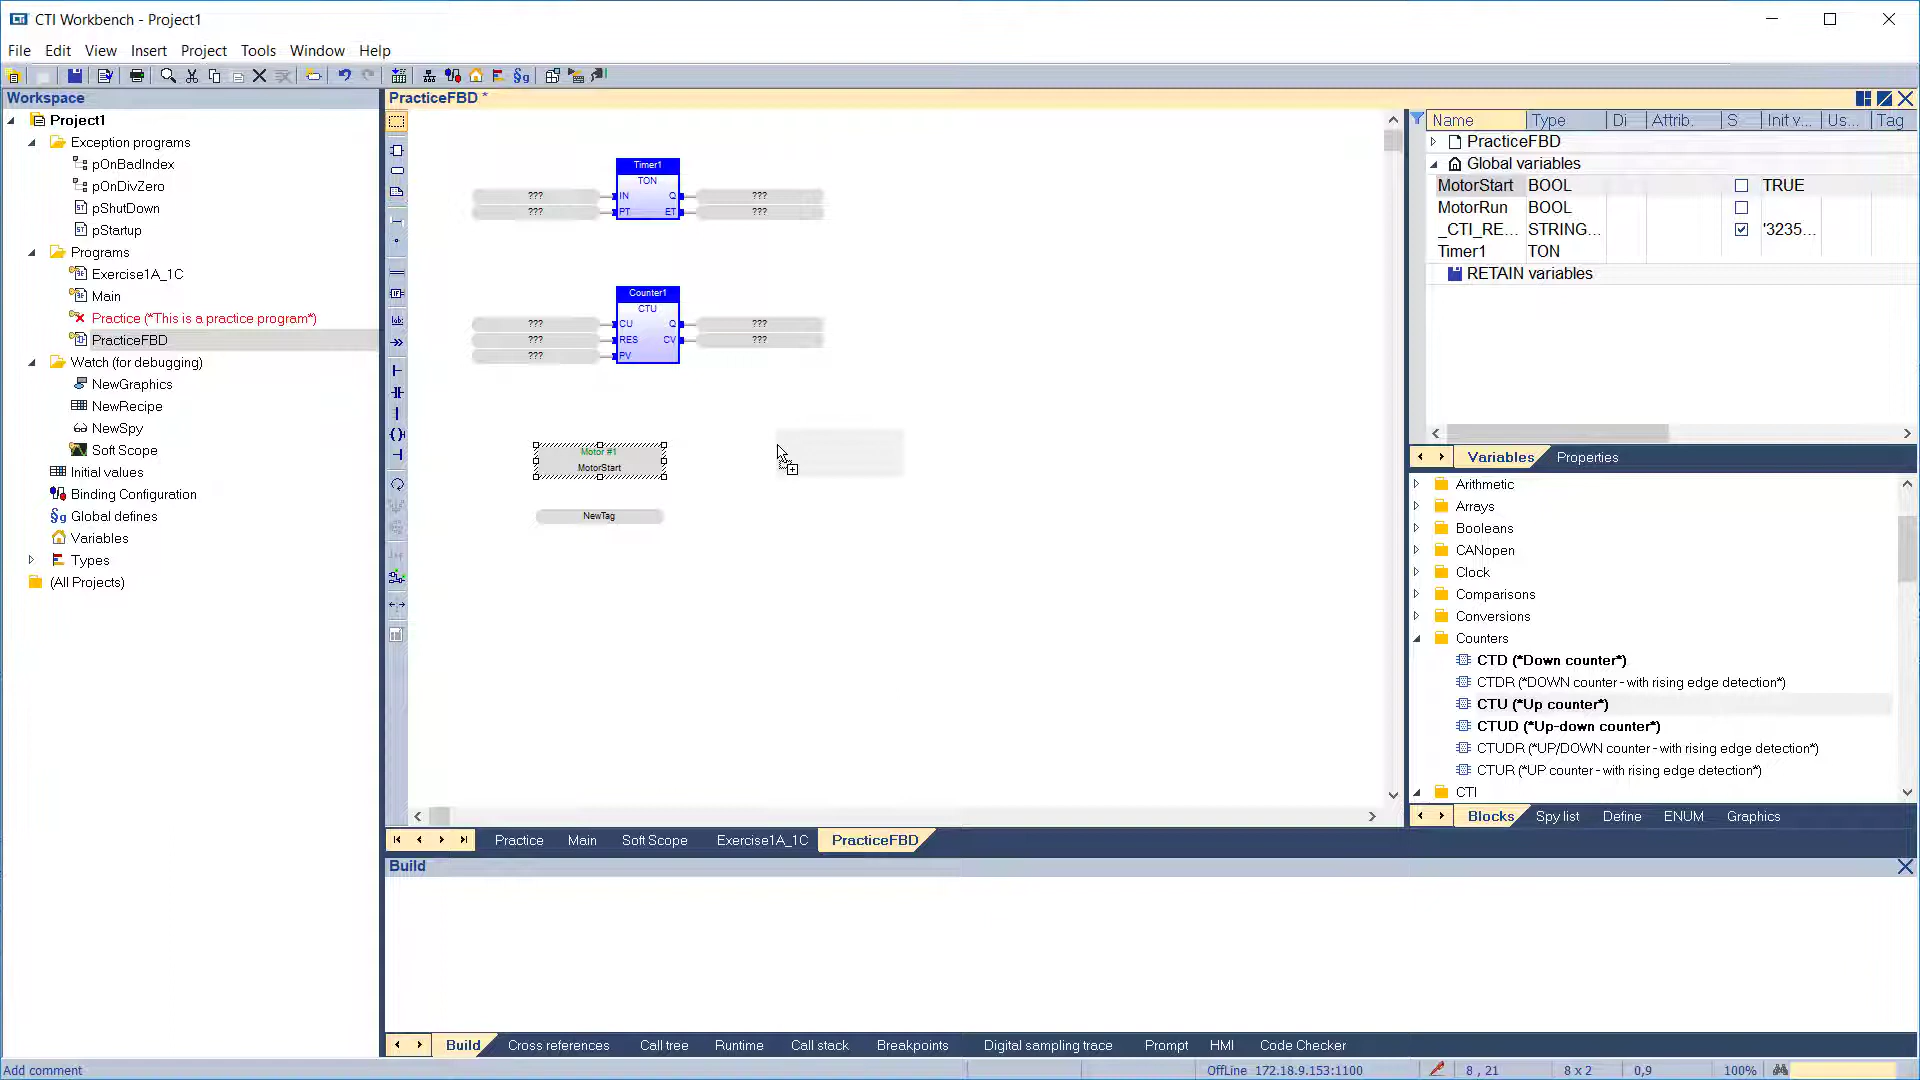 CTI Workbench - Project1
File Edit View Insert Project Tools Window Help
Workspace
Project1
Exception programs
pOnBadIndex
pOnDivZero
pShutDown
pStartup
Programs
Exercise1A_1C
Main
Practice (*This is a practice program*)
PracticeFBD
Watch (for debugging)
NewGraphics
NewRecipe
NewSpy
Soft Scope
Initial values
Binding Configuration
Global defines
Variables
Types
(All Projects)
PracticeFBD *
Timer1
TON
??? IN Q ???
??? PT ET ???
Counter1
CTU
??? CU Q ???
??? RES CV ???
??? PV
Motor #1
MotorStart
NewTag
Practice Main Soft Scope Exercise1A_1C PracticeFBD
Name Type Di Attrib. S Init v... Us... Tag
PracticeFBD
Global variables
MotorStart BOOL TRUE
MotorRun BOOL
_CTI_RE... STRING... '3235...
Timer1 TON
RETAIN variables
Variables Properties
Arithmetic
Arrays
Booleans
CANopen
Clock
Comparisons
Conversions
Counters
CTD (*Down counter*)
CTDR (*DOWN counter - with rising edge detection*)
CTU (*Up counter*)
CTUD (*Up-down counter*)
CTUDR (*UP/DOWN counter - with rising edge detection*)
CTUR (*UP counter - with rising edge detection*)
CTI
Blocks Spy list Define ENUM Graphics
Build
Build Cross references Call tree Runtime Call stack Breakpoints Digital sampling trace Prompt HMI Code Checker
Add comment OffLine 172.18.9.153:1100 8 , 21 8 x 2 0,9 100%